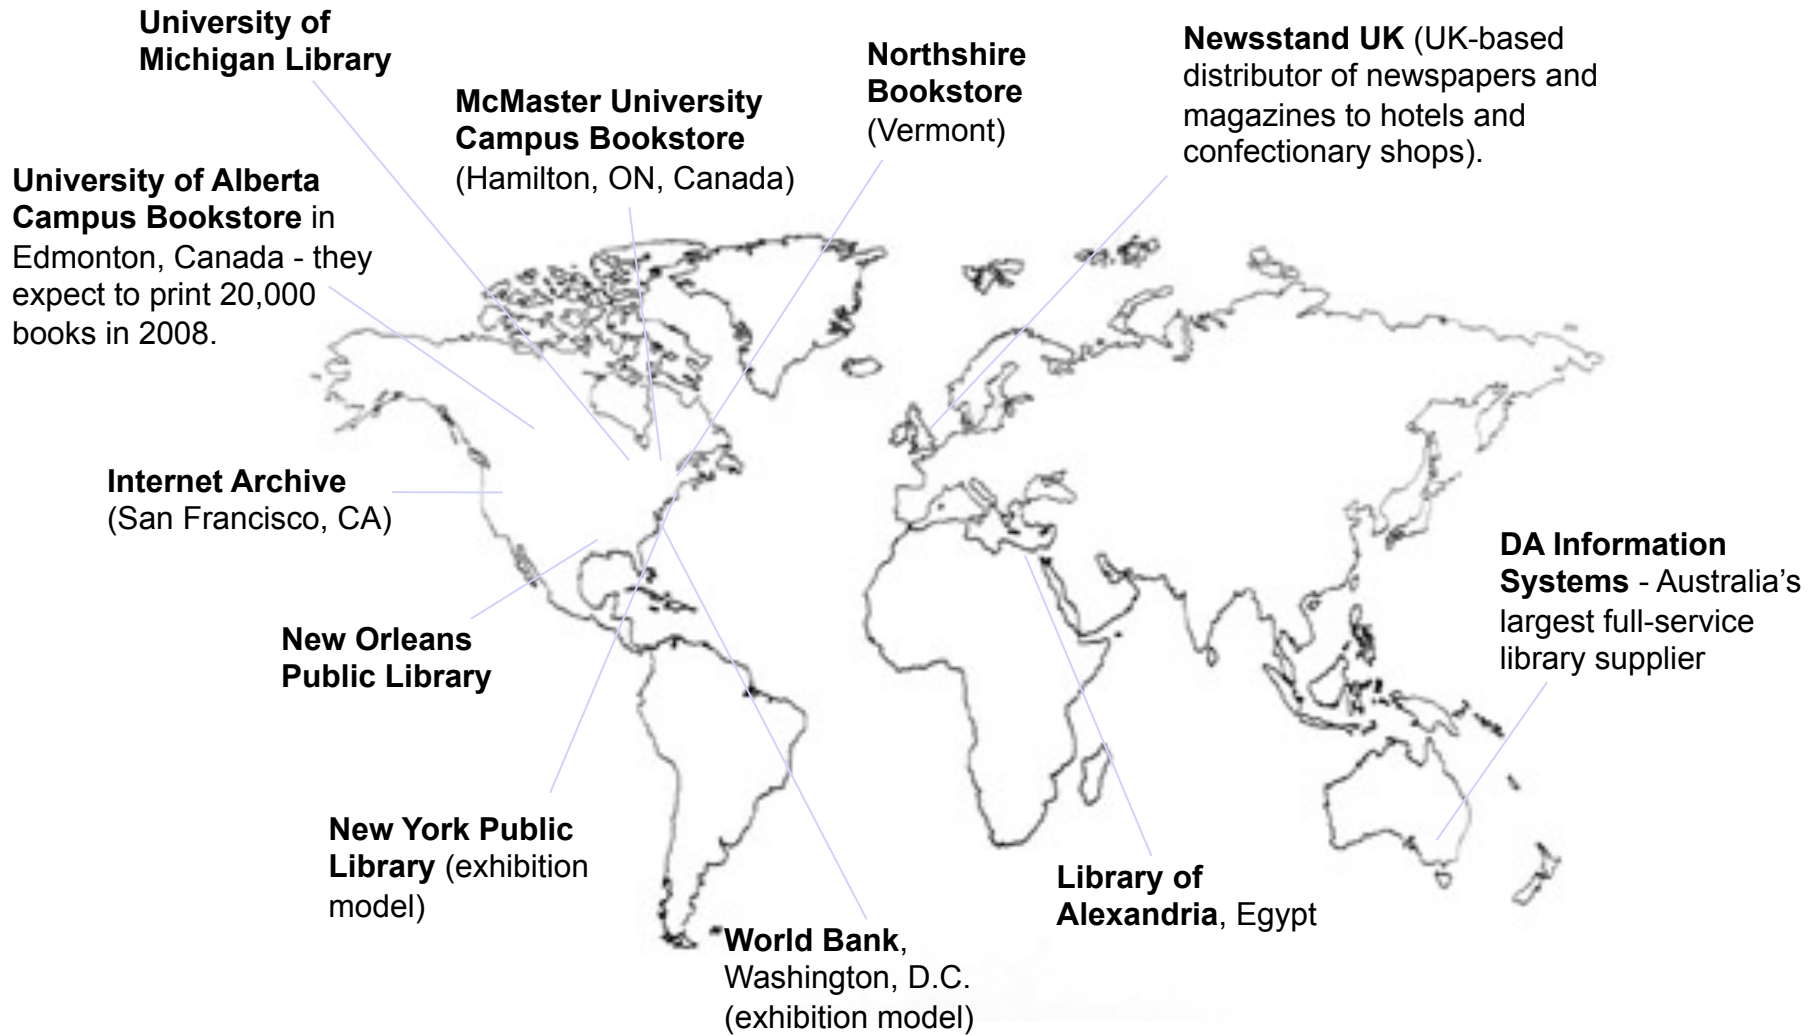 University of
Michigan Library
McMaster University
Campus Bookstore
(Hamilton, ON, Canada)
Northshire
Bookstore
(Vermont)
Newsstand UK (UK-based
distributor of newspapers and
magazines to hotels and
confectionary shops).
University of Alberta
Campus Bookstore in
Edmonton, Canada - they
expect to print 20,000
books in 2008.
Internet Archive
(San Francisco, CA)
DA Information
Systems - Australia’s
largest full-service
library supplier
New Orleans
Public Library
New York Public
Library (exhibition
model)
Library of
Alexandria, Egypt
World Bank,
Washington, D.C.
(exhibition model)